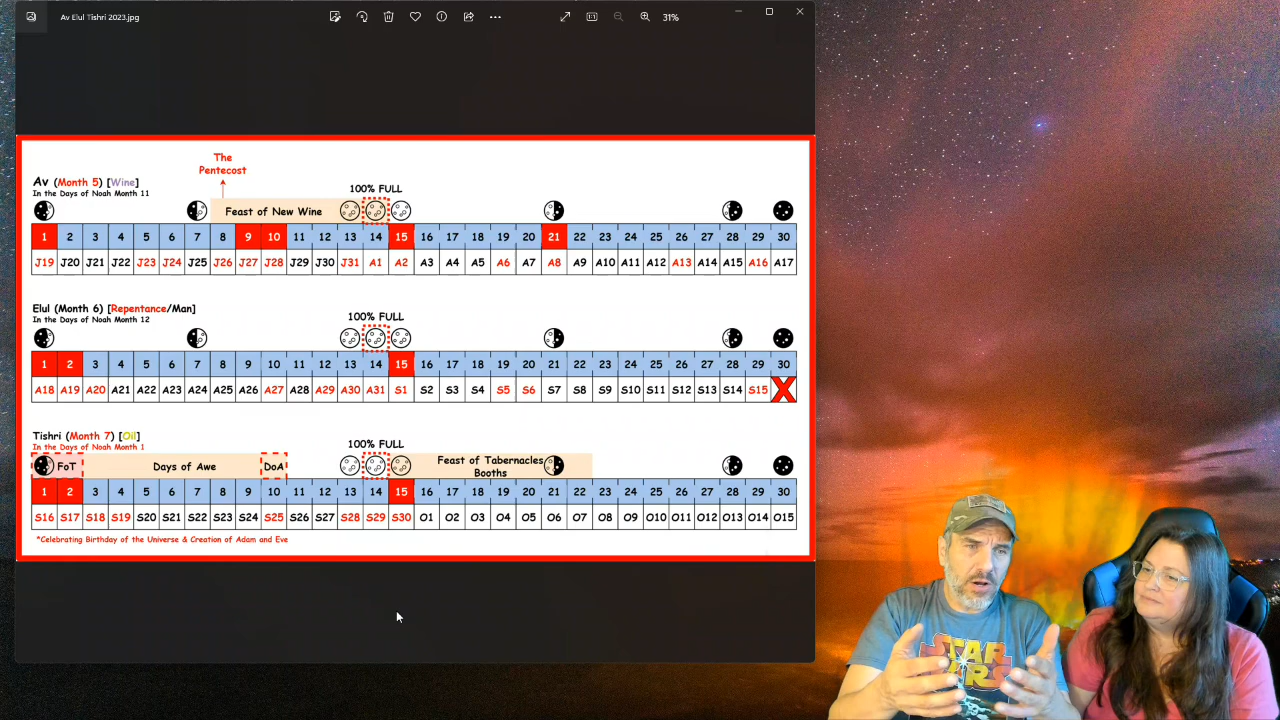 Av Elul Tishri 2023.jpg
31%
The
Pentecost
Av (Month 5) [Wine]
In the Days of Noah Month 11
100% FULL
Feast of New Wine
1 2 3 4 5 6 7 8 9 10 11 12 13 14 15 16 17 18 19 20 21 22 23 24 25 26 27 28 29 30
J19 J20 J21 J22 J23 J24 J25 J26 J27 J28 J29 J30 J31 A1 A2 A3 A4 A5 A6 A7 A8 A9 A10 A11 A12 A13 A14 A15 A16 A17
Elul (Month 6) [Repentance/Man]
In the Days of Noah Month 12
100% FULL
1 2 3 4 5 6 7 8 9 10 11 12 13 14 15 16 17 18 19 20 21 22 23 24 25 26 27 28 29 30
A18 A19 A20 A21 A22 A23 A24 A25 A26 A27 A28 A29 A30 A31 S1 S2 S3 S4 S5 S6 S7 S8 S9 S10 S11 S12 S13 S14 S15 X
Tishri (Month 7) [Oil]
In the Days of Noah Month 1
100% FULL
FoT Days of Awe DoA Feast of Tabernacles
Booths
1 2 3 4 5 6 7 8 9 10 11 12 13 14 15 16 17 18 19 20 21 22 23 24 25 26 27 28 29 30
S16 S17 S18 S19 S20 S21 S22 S23 S24 S25 S26 S27 S28 S29 S30 O1 O2 O3 O4 O5 O6 O7 O8 O9 O10 O11 O12 O13 O14 O15
*Celebrating Birthday of the Universe & Creation of Adam and Eve
STAR
WARS